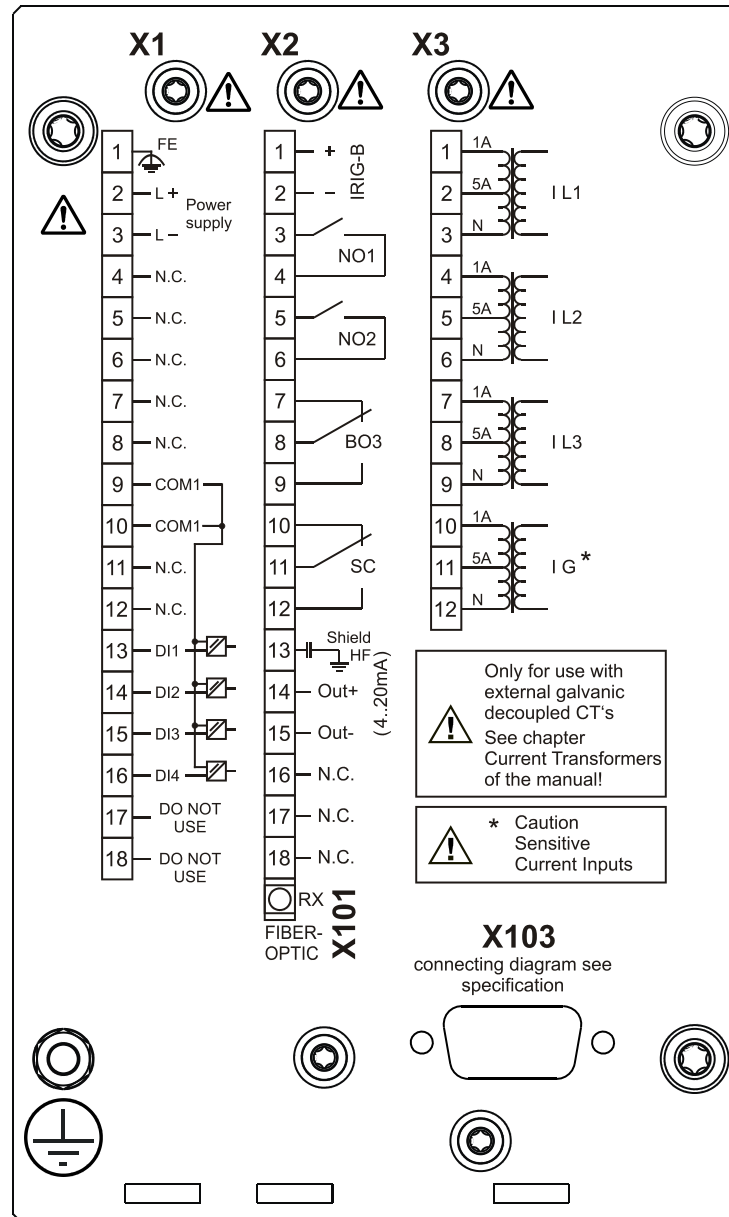 X1
X2
X3
1 FE
2 L+
Power
supply
3 L−
4 N.C.
5 N.C.
6 N.C.
7 N.C.
8 N.C.
9 COM1
10 COM1
11 N.C.
12 N.C.
13 DI1
14 DI2
15 DI3
16 DI4
17 DO NOT
USE
18 DO NOT
USE
1 +
2 −
IRIG-B
3
NO1
4
5
NO2
6
7
8 BO3
9
10
11 SC
12
13 Shield
HF
14 Out+
15 Out-
(4..20mA)
16 N.C.
17 N.C.
18 N.C.
RX
FIBER-
OPTIC
X101
1 1A
2 5A I L1
3 N
4 1A
5 5A I L2
6 N
7 1A
8 5A I L3
9 N
10 1A
11 5A I G*
12 N
Only for use with
external galvanic
decoupled CT‘s
See chapter
Current Transformers
of the manual!
* Caution
Sensitive
Current Inputs
X103
connecting diagram see
specification